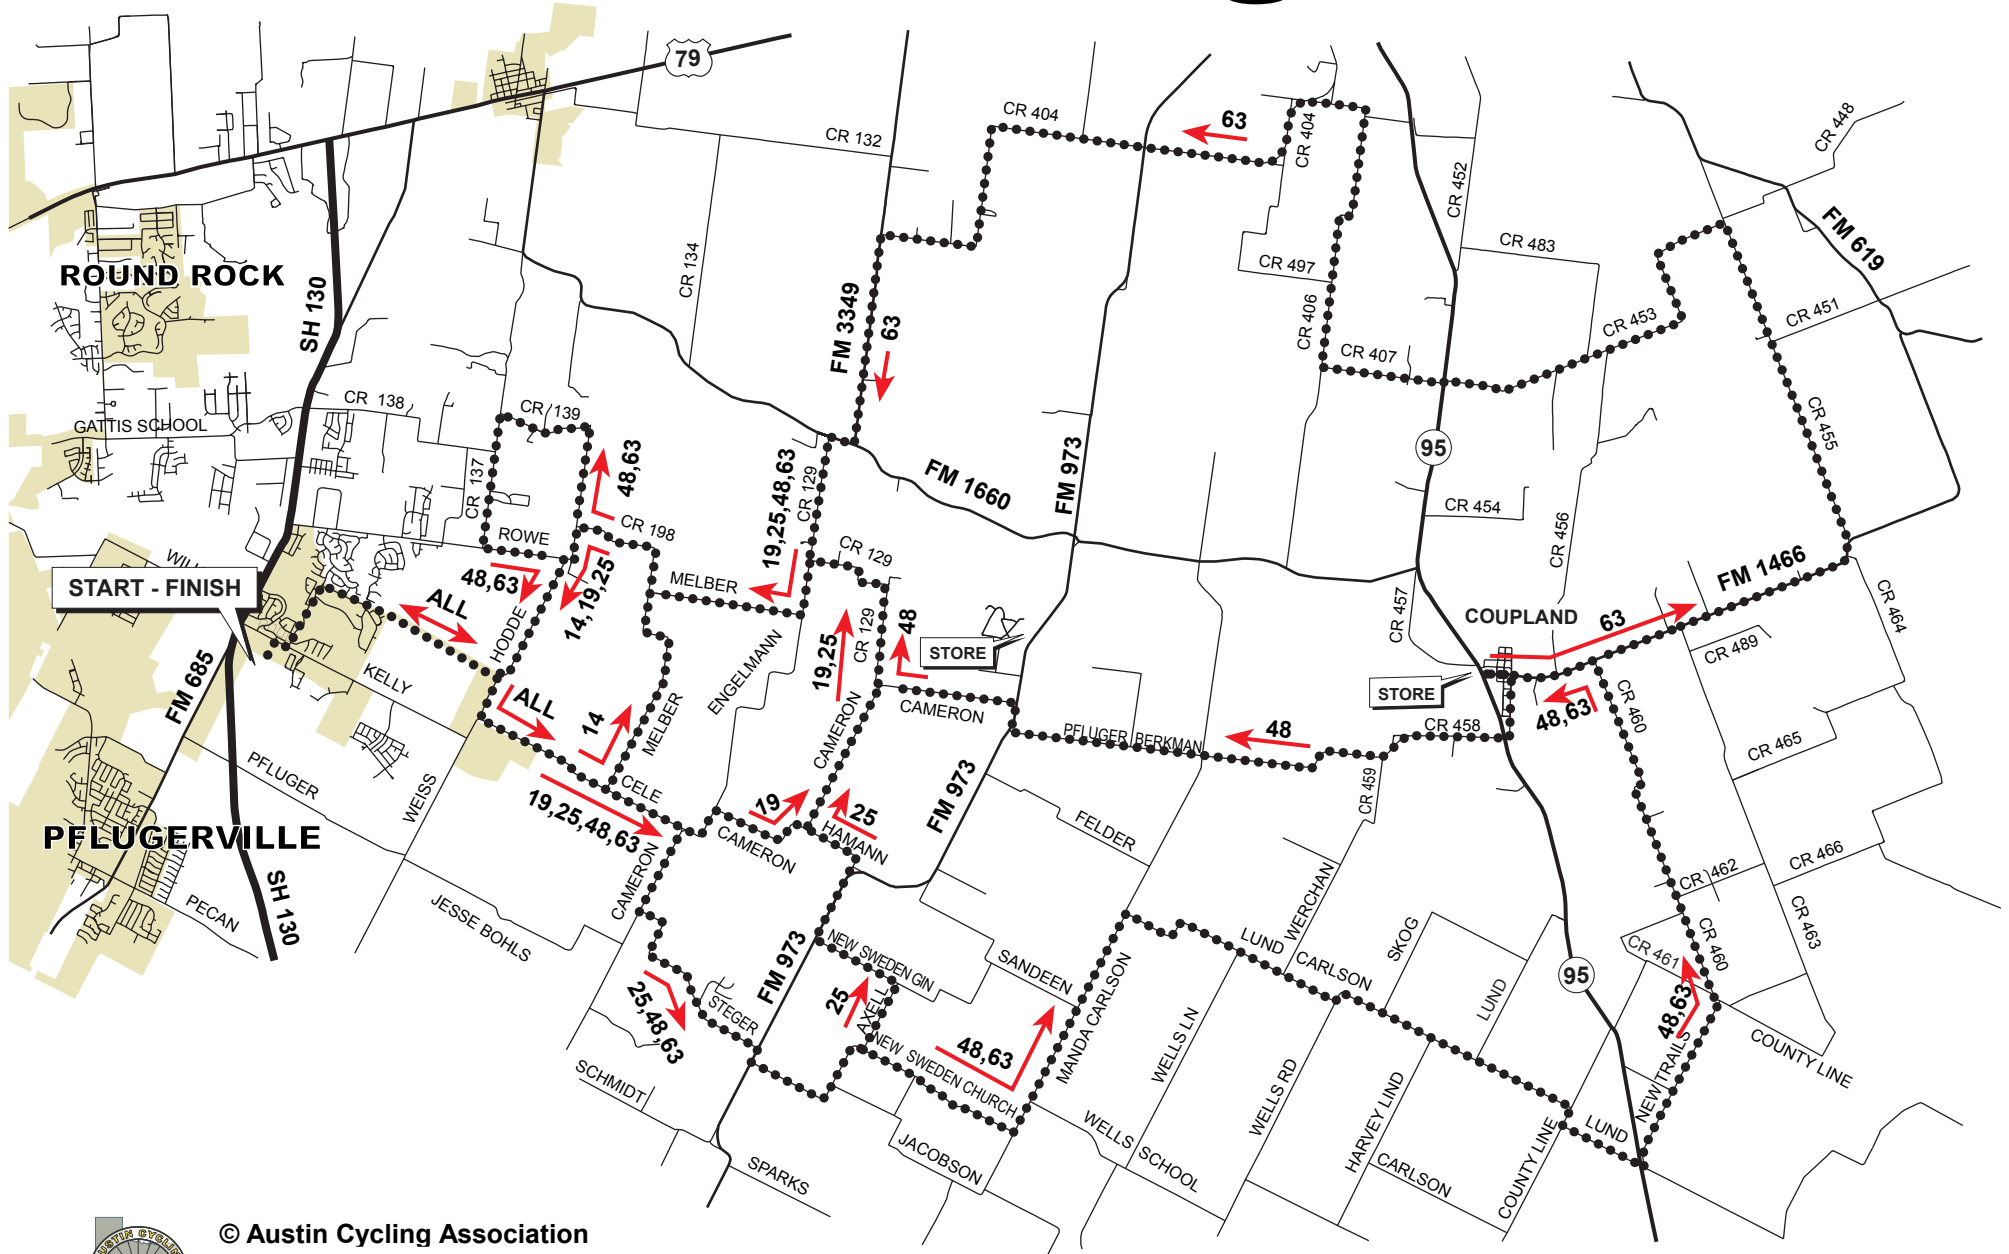 79
CR 404
63
CR 404
CR 448
CR 132
CR 452
FM 619
CR 134
CR 483
ROUND ROCK
SH 130
CR 497
CR 406
CR 451
FM 3349
63
CR 453
CR 407
CR 138
CR 139
GATTIS SCHOOL
CR 455
95
48,63
CR 137
19,25,48,63
CR 129
FM 1660
FM 973
CR 454
ROWE
CR 198
CR 456
CR 129
WIL
START - FINISH
48,63
14,19,25
MELBER
FM 1466
ALL
HODDE
CR 457
COUPLAND
63
CR 464
48
CR 129
19,25
STORE
CR 489
KELLY
ENGELMANN
FM 685
ALL
STORE
CR 460
14
MELBER
CAMERON
CAMERON
48,63
CR 458
PFLUGER BERKMAN
48
CR 465
PFLUGER
WEISS
CELE
CR 459
19,25,48,63
19
25
FM 973
FELDER
PFLUGERVILLE
CAMERON
CAMERON
HAMANN
CR 466
CR 462
SH 130
PECAN
JESSE BOHLS
WERCHAN
CR 463
SKOG
LUND
CARLSON
NEW SWEDEN GIN
SANDEEN
CR 461
CR 460
FM 973
MANDA CARLSON
95
25,48,63
STEGER
25
AXELL
LUND
48,63
WELLS LN
NEW SWEDEN CHURCH
48,63
NEW TRAILS
COUNTY LINE
SCHMIDT
WELLS RD
HARVEY LIND
WELLS SCHOOL
LUND
JACOBSON
COUNTY LINE
CARLSON
SPARKS
© Austin Cycling Association